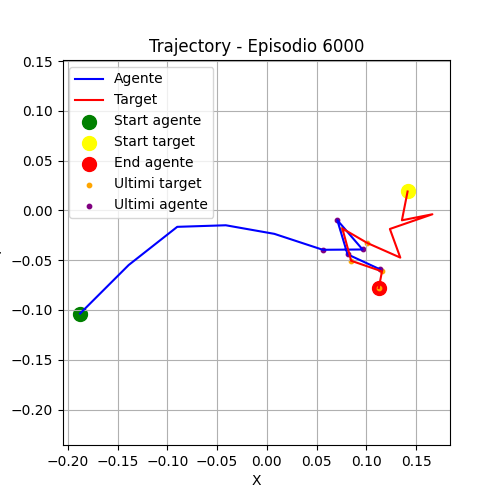 Trajectory - Episodio 6000
Agente
Target
Start agente
Start target
End agente
Ultimi target
Ultimi agente
0.15
0.10
0.05
0.00
−0.05
−0.10
−0.15
−0.20
−0.20 −0.15 −0.10 −0.05 0.00 0.05 0.10 0.15
X